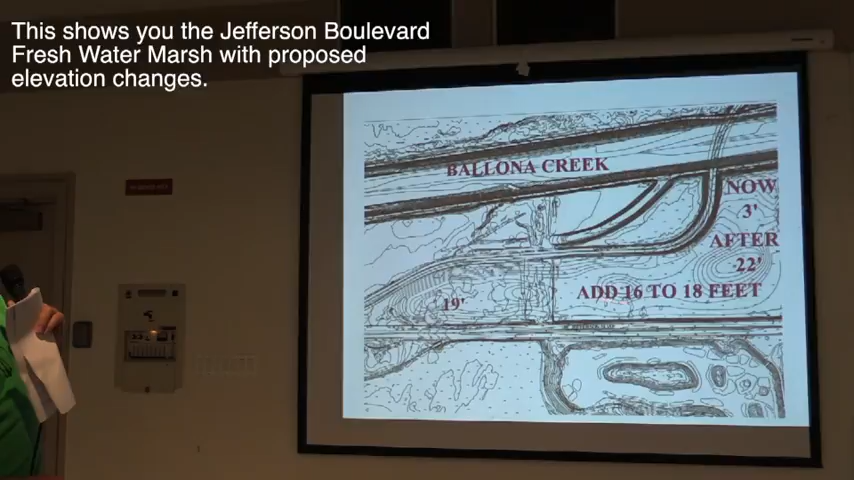 This shows you the Jefferson Boulevard
Fresh Water Marsh with proposed
elevation changes.
BALLONA CREEK
NOW
3'
AFTER
22'
19'
ADD 16 TO 18 FEET